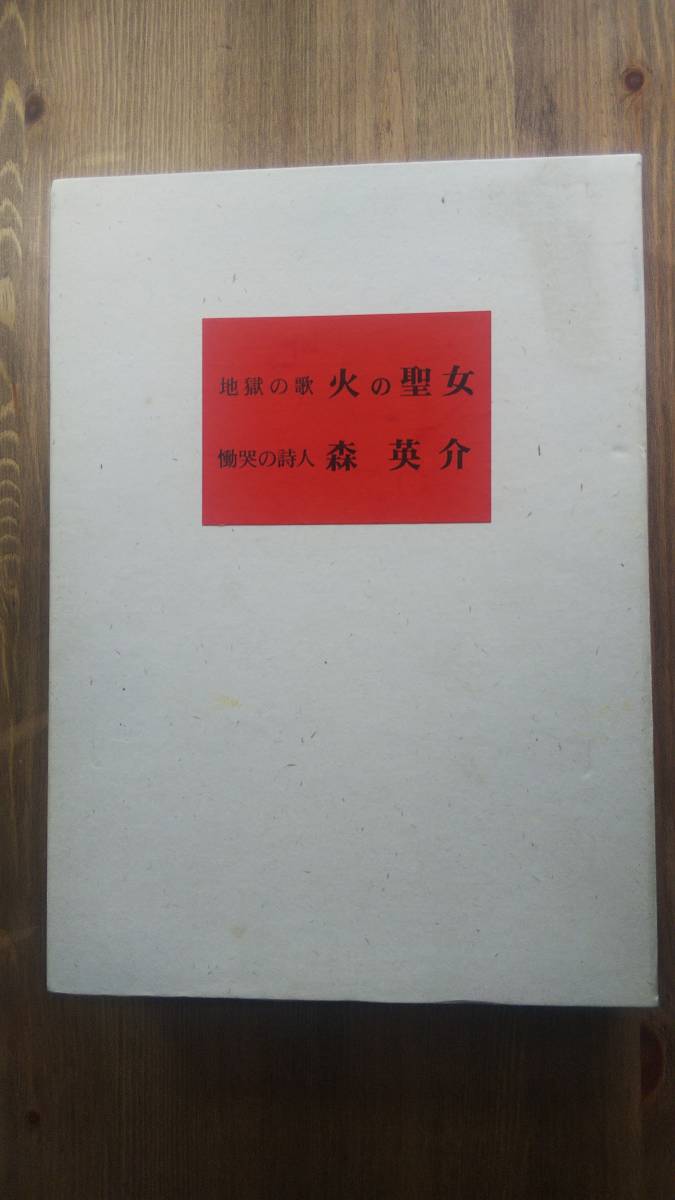 地獄の歌 火の聖女
慟哭の詩人 森英介